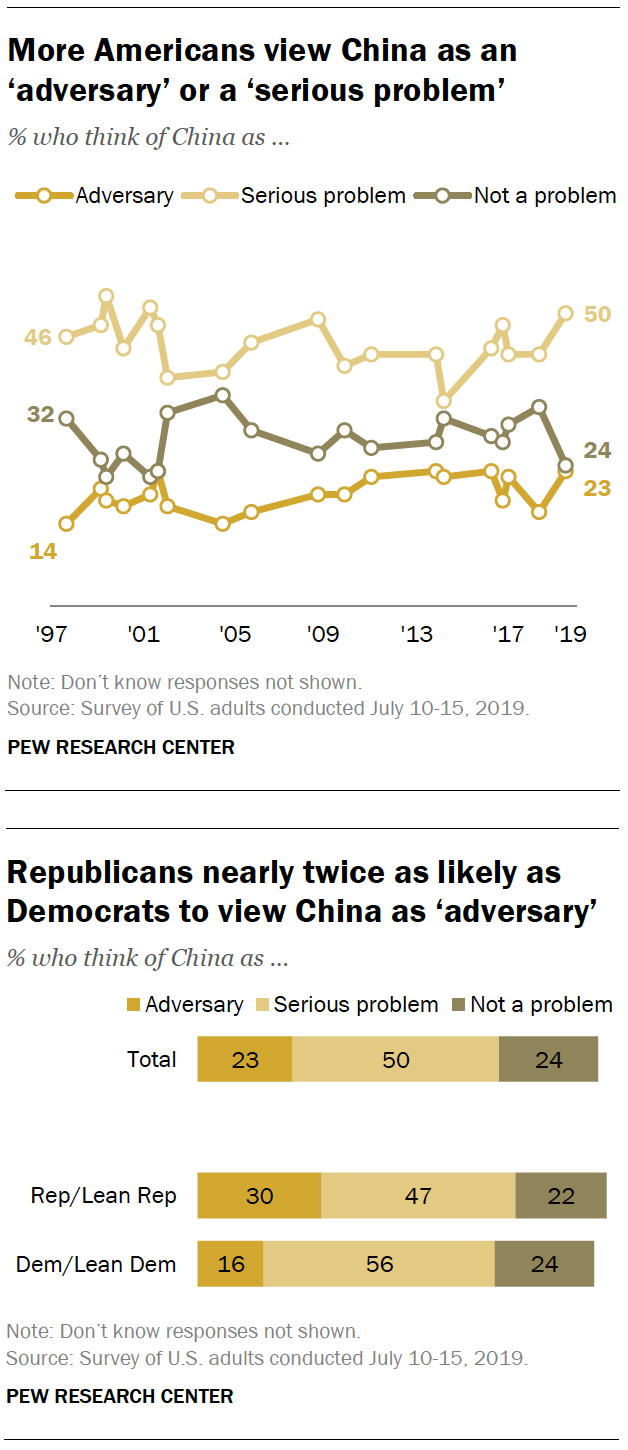 More Americans view China as an
‘adversary’ or a ‘serious problem’
% who think of China as ...
Adversary Serious problem Not a problem
46
50
32
24
23
14
'97 '01 '05 '09 '13 '17 '19
Note: Don’t know responses not shown.
Source: Survey of U.S. adults conducted July 10-15, 2019.
PEW RESEARCH CENTER
Republicans nearly twice as likely as
Democrats to view China as ‘adversary’
% who think of China as ...
Adversary Serious problem Not a problem
Total 23 50 24
Rep/Lean Rep 30 47 22
Dem/Lean Dem 16 56 24
Note: Don’t know responses not shown.
Source: Survey of U.S. adults conducted July 10-15, 2019.
PEW RESEARCH CENTER